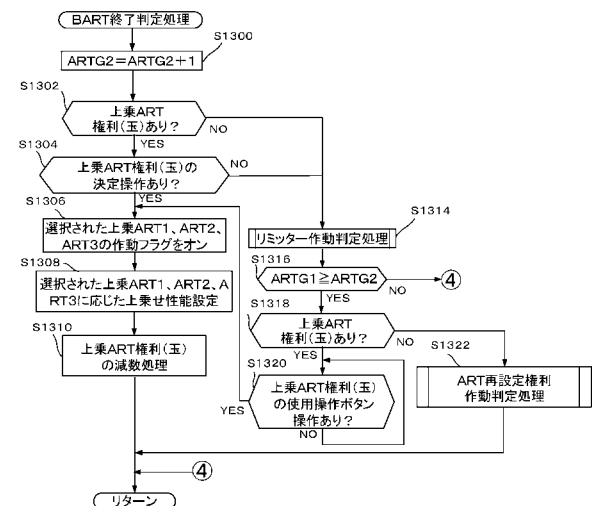 BART終了判定処理
S1300
ARTG2=ARTG2+1
S1302
上乗ART
権利(玉)あり?
NO
YES
S1304
上乗ART権利(玉)の
決定操作あり?
NO
YES
S1306
選択された上乗ART1、ART2、
ART3の作動フラグをオン
S1308
選択された上乗ART1、ART2、A
RT3に応じた上乗せ性能設定
S1310
上乗ART権利(玉)
の減数処理
S1314
リミッター作動判定処理
S1316
ARTG1≧ARTG2
NO
④
YES
S1318
上乗ART
権利(玉)あり?
NO
YES
S1320
上乗ART権利(玉)
の使用操作ボタン
操作あり?
YES
NO
S1322
ART再設定権利
作動判定処理
④
リターン